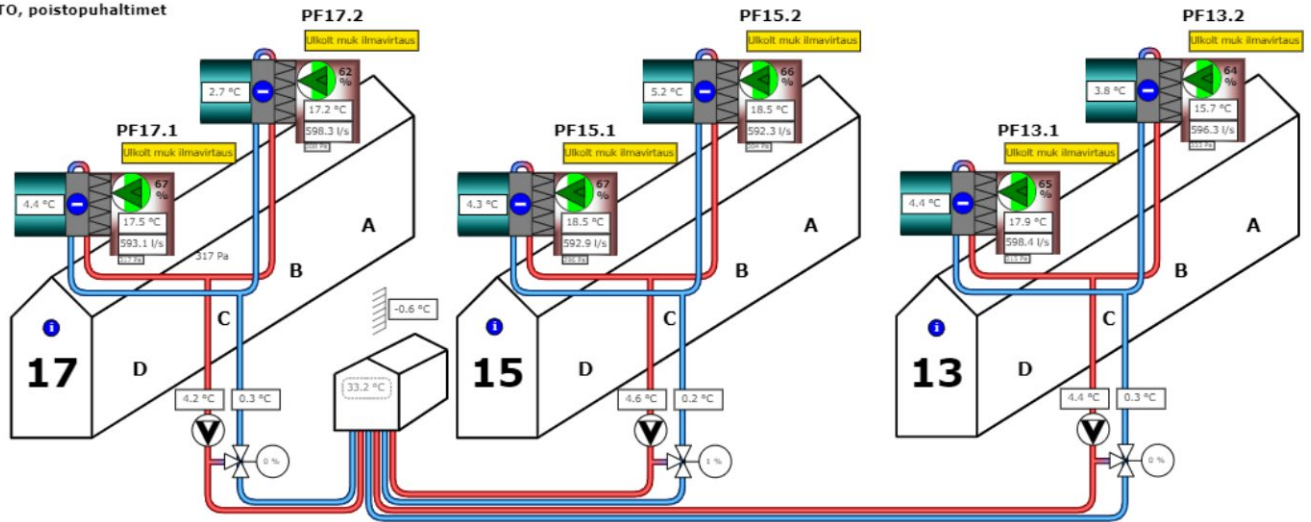 TO, poistopuhaltimet
PF17.2
Ulkolt muk ilmavirtaus
62
%
2.7 °C
17.2 °C
598.3 l/s
PF17.1
Ulkolt muk ilmavirtaus
67
%
4.4 °C
17.5 °C
593.1 l/s
317 Pa
317 Pa
A
B
C
D
17
4.2 °C
0.3 °C
0 %
-0.6 °C
33.2 °C
PF15.2
Ulkolt muk ilmavirtaus
66
%
5.2 °C
18.5 °C
592.3 l/s
PF15.1
Ulkolt muk ilmavirtaus
67
%
4.3 °C
18.5 °C
592.9 l/s
A
B
C
D
15
4.6 °C
0.2 °C
1 %
PF13.2
Ulkolt muk ilmavirtaus
64
%
3.8 °C
15.7 °C
596.3 l/s
PF13.1
Ulkolt muk ilmavirtaus
65
%
4.4 °C
17.9 °C
598.4 l/s
A
B
C
D
13
4.4 °C
0.3 °C
0 %